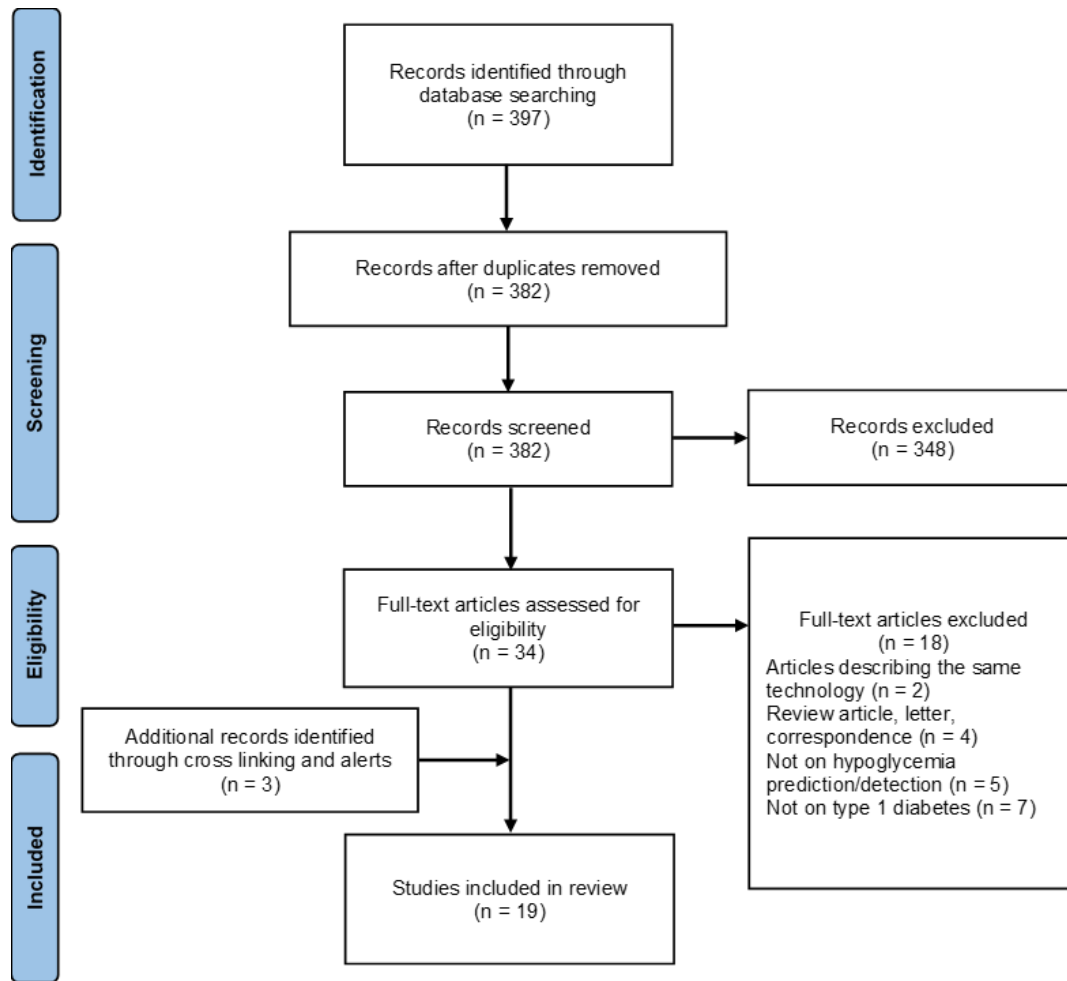 Identification
Records identified through
database searching
(n = 397)
Screening
Records after duplicates removed
(n = 382)
Records screened
(n = 382)
Records excluded
(n = 348)
Eligibility
Full-text articles assessed for
eligibility
(n = 34)
Full-text articles excluded
(n = 18)
Articles describing the same
technology (n = 2)
Review article, letter,
correspondence (n = 4)
Not on hypoglycemia
prediction/detection (n = 5)
Not on type 1 diabetes (n = 7)
Additional records identified
through cross linking and alerts
(n = 3)
Included
Studies included in review
(n = 19)